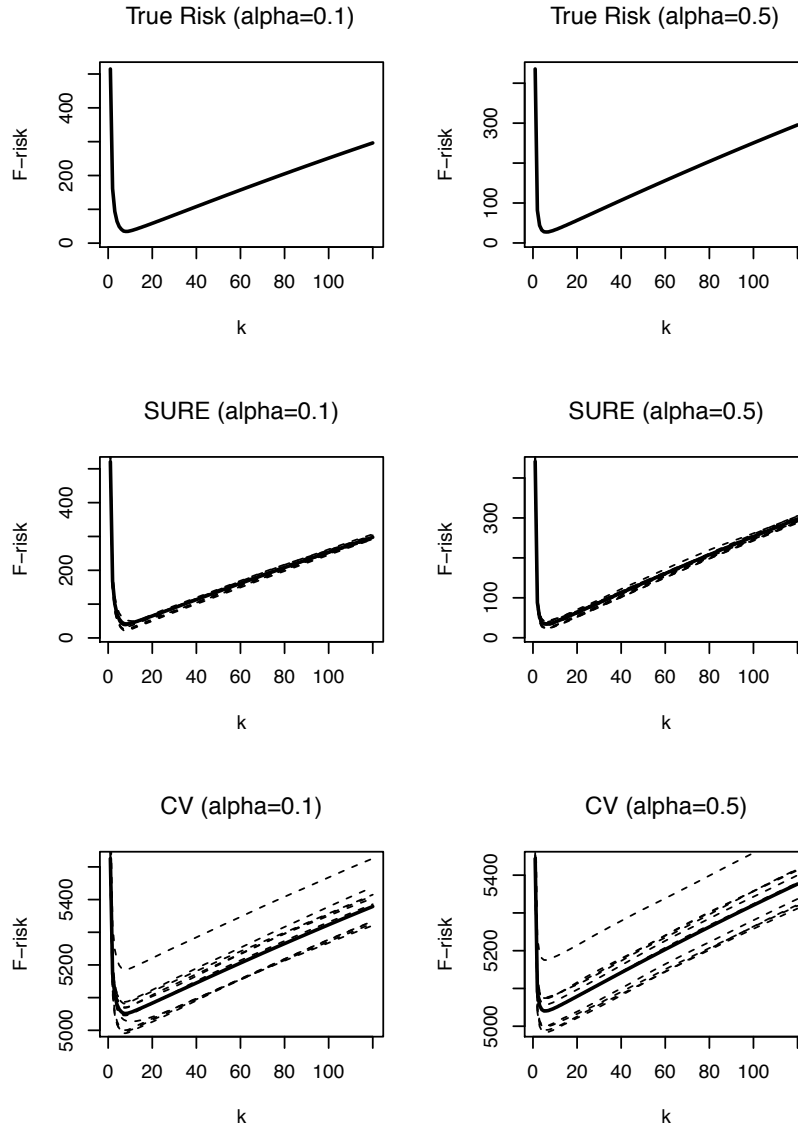 True Risk (alpha=0.1)
F−risk
0
200
400
0 20 40 60 80 100
k
True Risk (alpha=0.5)
F−risk
0
100
300
0 20 40 60 80 100
k
SURE (alpha=0.1)
F−risk
0
200
400
0 20 40 60 80 100
k
SURE (alpha=0.5)
F−risk
0
100
300
0 20 40 60 80 100
k
CV (alpha=0.1)
F−risk
5000
5200
5400
0 20 40 60 80 100
k
CV (alpha=0.5)
F−risk
5000
5200
5400
0 20 40 60 80 100
k